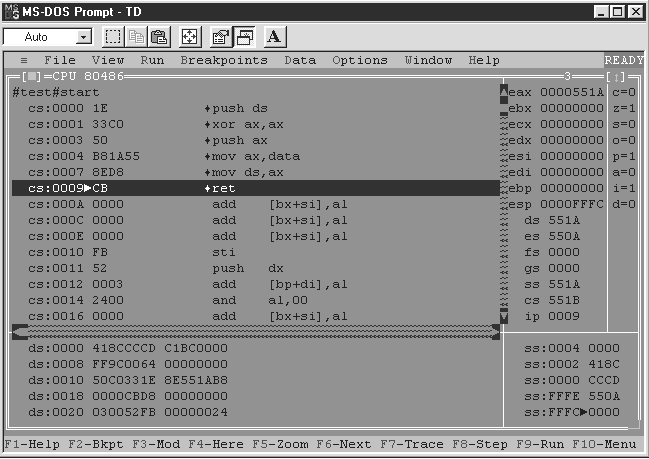 MS-DOS Prompt - TD
Auto
A
≡ File View Run Breakpoints Data Options Window Help READY
[■]=CPU 80486 3 [↕]
#test#start
cs:0000 1E ♦push ds
cs:0001 33C0 ♦xor ax,ax
cs:0003 50 ♦push ax
cs:0004 B81A55 ♦mov ax,data
cs:0007 8ED8 ♦mov ds,ax
cs:0009►CB ♦ret
cs:000A 0000 add [bx+si],al
cs:000C 0000 add [bx+si],al
cs:000E 0000 add [bx+si],al
cs:0010 FB sti
cs:0011 52 push dx
cs:0012 0003 add [bp+di],al
cs:0014 2400 and al,00
cs:0016 0000 add [bx+si],al
eax 0000551A c=0
ebx 00000000 z=1
ecx 00000000 s=0
edx 00000000 o=0
esi 00000000 p=1
edi 00000000 a=0
ebp 00000000 i=1
esp 0000FFFC d=0
ds 551A
es 550A
fs 0000
gs 0000
ss 551A
cs 551B
ip 0009
ds:0000 418CCCCD C1BC0000
ds:0008 FF9C0064 00000000
ds:0010 50C0331E 8E551AB8
ds:0018 0000CBD8 00000000
ds:0020 030052FB 00000024
ss:0004 0000
ss:0002 418C
ss:0000 CCCD
ss:FFFE 550A
ss:FFFC►0000
F1-Help F2-Bkpt F3-Mod F4-Here F5-Zoom F6-Next F7-Trace F8-Step F9-Run F10-Menu